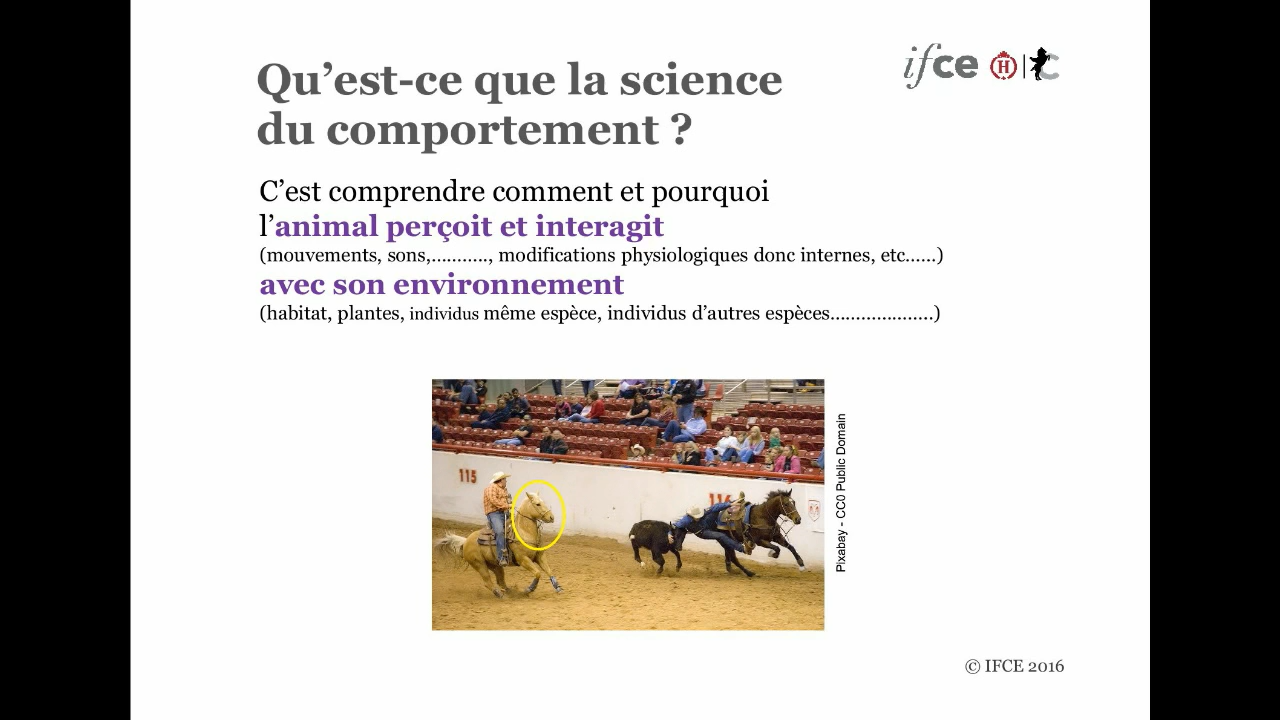 Qu’est-ce que la science
du comportement ?
ifce
H
C’est comprendre comment et pourquoi
l’animal perçoit et interagit
(mouvements, sons,..........., modifications physiologiques donc internes, etc......)
avec son environnement
(habitat, plantes, individus même espèce, individus d’autres espèces....................)
115
Pixabay - CC0 Public Domain
© IFCE 2016